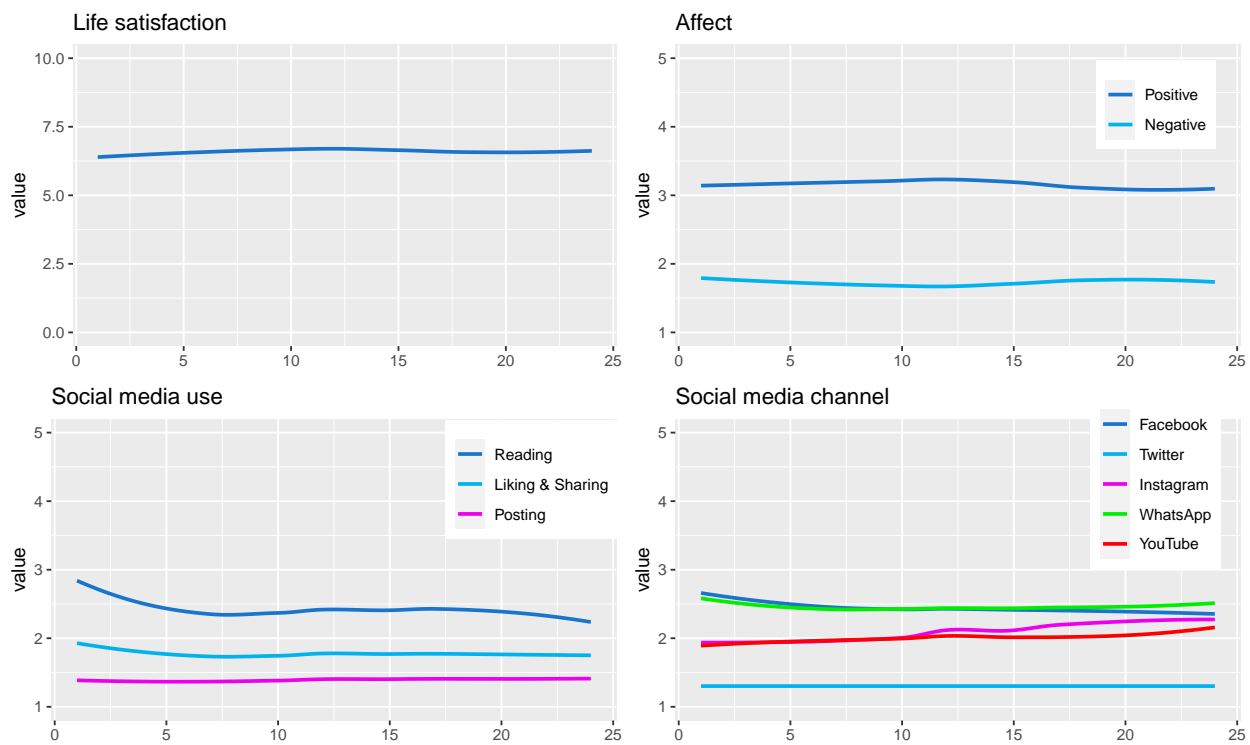 Life satisfaction
value
10.0
7.5
5.0
2.5
0.0
0 5 10 15 20 25
Affect
value
5
4
3
2
1
Positive
Negative
0 5 10 15 20 25
Social media use
value
5
4
3
2
1
Reading
Liking & Sharing
Posting
0 5 10 15 20 25
Social media channel
value
5
4
3
2
1
Facebook
Twitter
Instagram
WhatsApp
YouTube
0 5 10 15 20 25